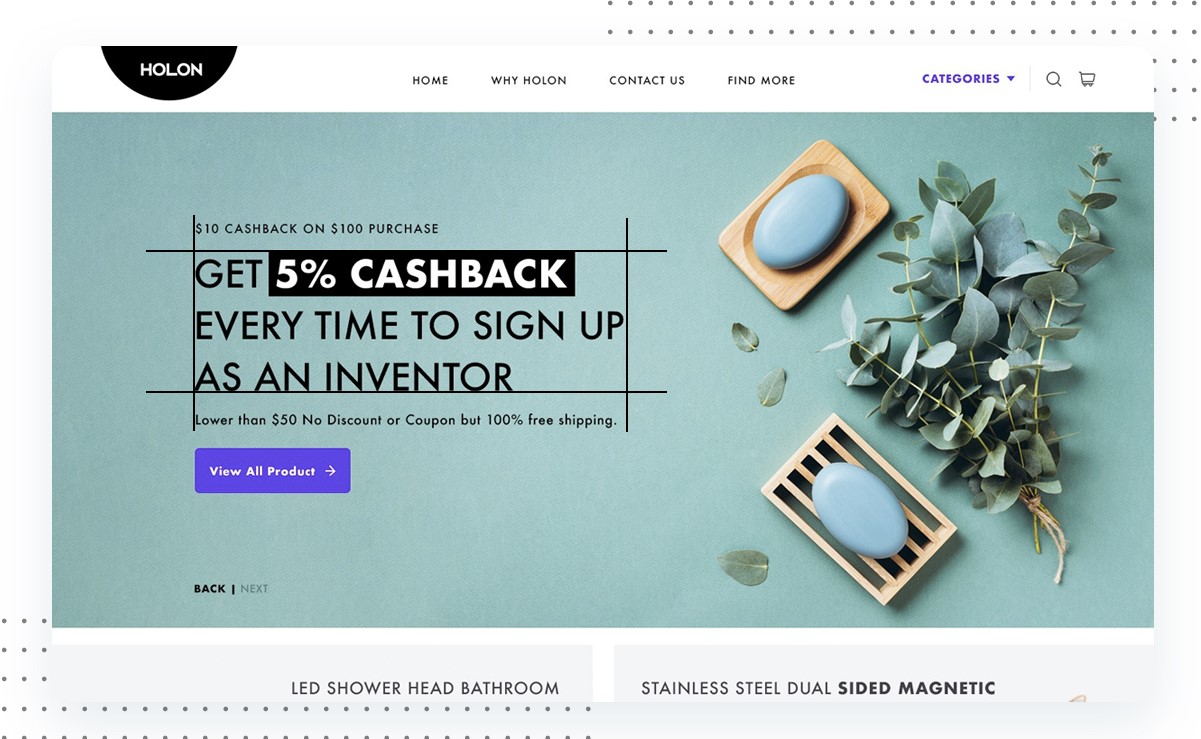 HOLON
HOME WHY HOLON CONTACT US FIND MORE CATEGORIES
$10 CASHBACK ON $100 PURCHASE
GET 5% CASHBACK
EVERY TIME TO SIGN UP
AS AN INVENTOR
Lower than $50 No Discount or Coupon but 100% free shipping.
View All Product →
BACK | NEXT
LED SHOWER HEAD BATHROOM
STAINLESS STEEL DUAL SIDED MAGNETIC